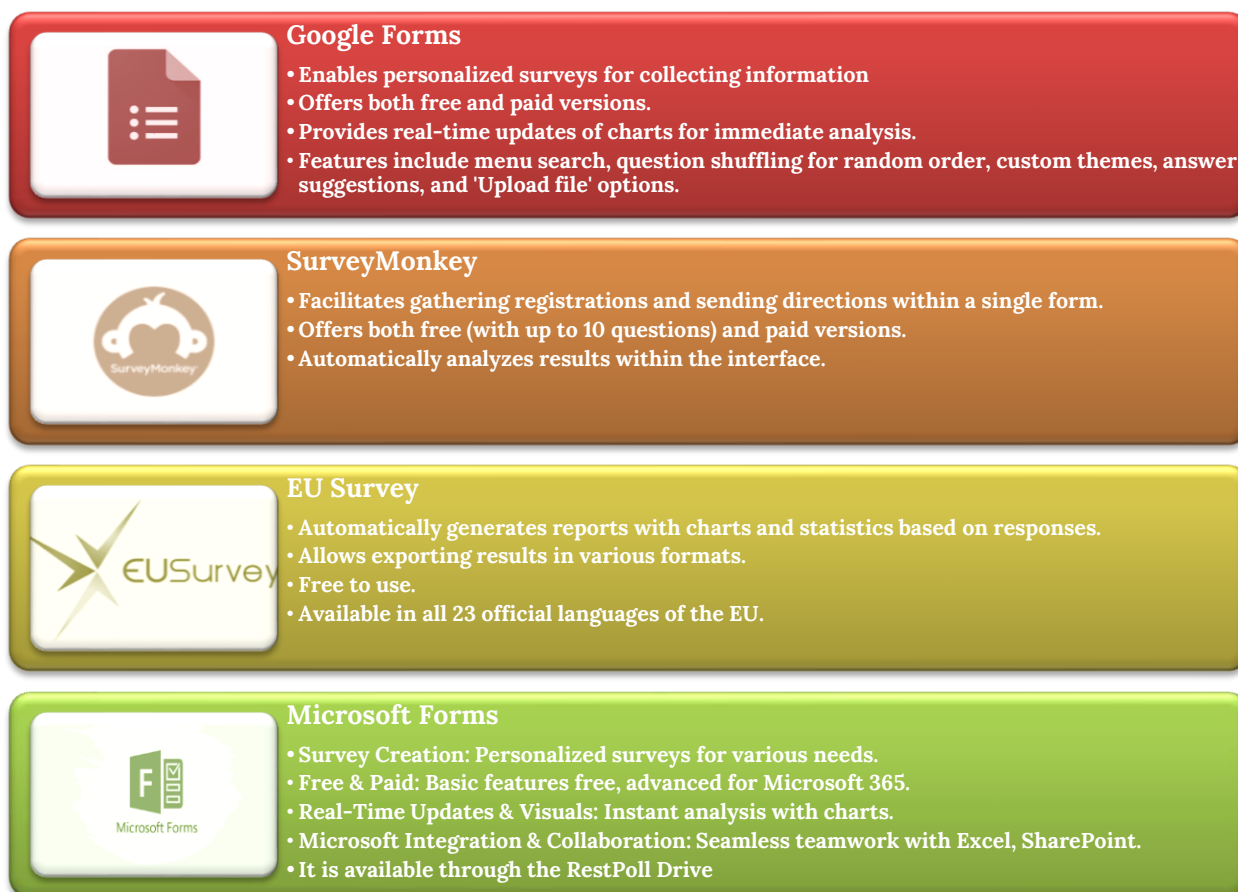 Google Forms
• Enables personalized surveys for collecting information
• Offers both free and paid versions.
• Provides real-time updates of charts for immediate analysis.
• Features include menu search, question shuffling for random order, custom themes, answer
suggestions, and 'Upload file' options.
SurveyMonkey
SurveyMonkey
• Facilitates gathering registrations and sending directions within a single form.
• Offers both free (with up to 10 questions) and paid versions.
• Automatically analyzes results within the interface.
EUSurvey
EU Survey
• Automatically generates reports with charts and statistics based on responses.
• Allows exporting results in various formats.
• Free to use.
• Available in all 23 official languages of the EU.
F
Microsoft Forms
Microsoft Forms
• Survey Creation: Personalized surveys for various needs.
• Free & Paid: Basic features free, advanced for Microsoft 365.
• Real-Time Updates & Visuals: Instant analysis with charts.
• Microsoft Integration & Collaboration: Seamless teamwork with Excel, SharePoint.
• It is available through the RestPoll Drive